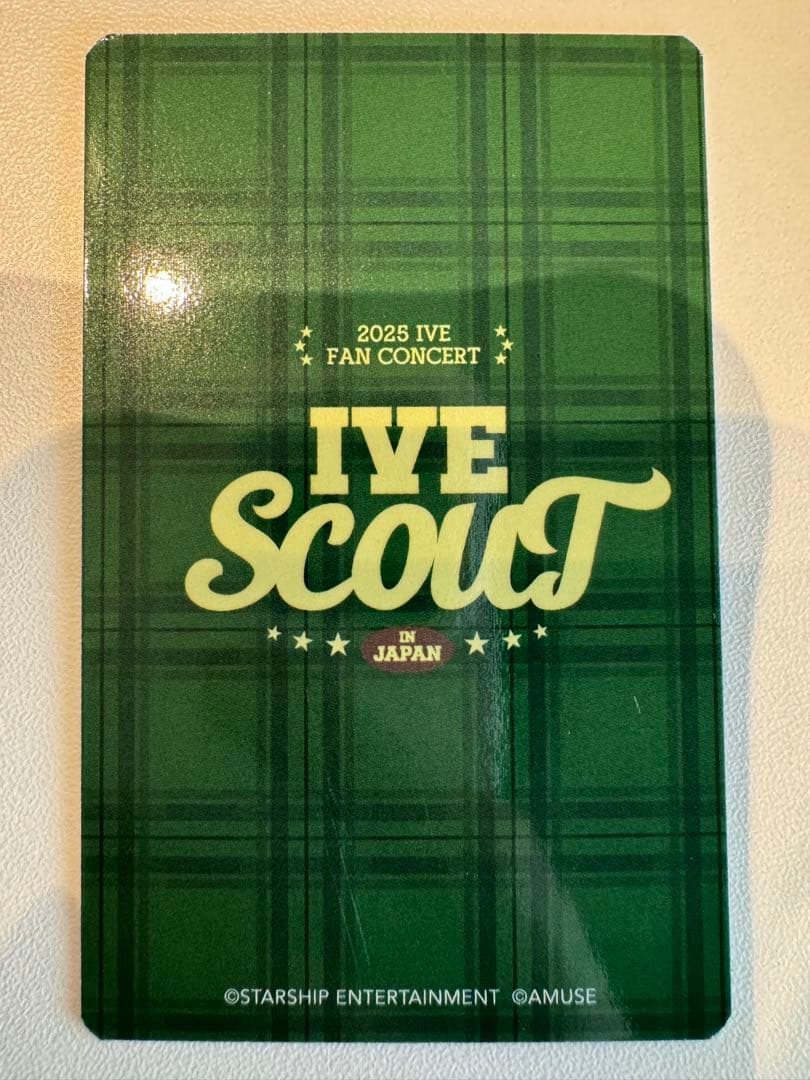 2025 IVE
FAN CONCERT
IVE
SCOUT
IN
JAPAN
©STARSHIP ENTERTAINMENT ©AMUSE